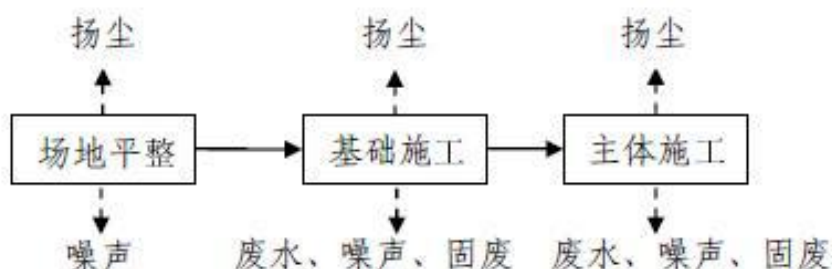 扬尘 扬尘 扬尘
场地平整 基础施工 主体施工
噪声 废水、噪声、固废 废水、噪声、固废